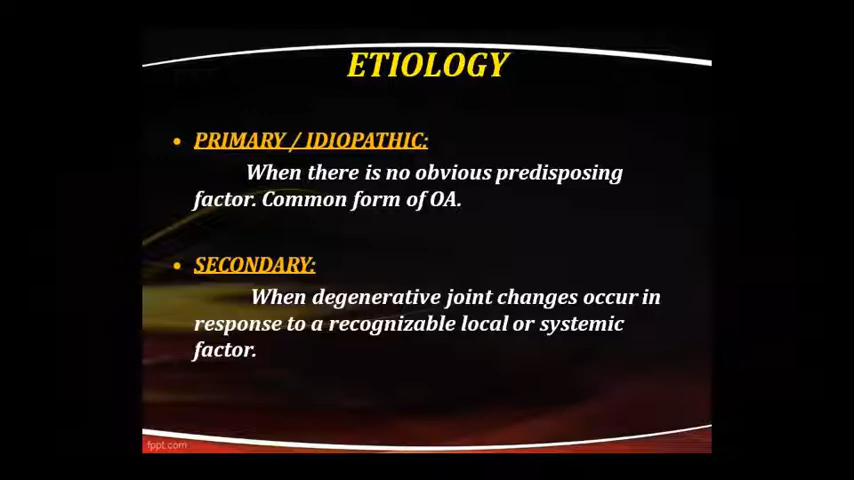 ETIOLOGY
• PRIMARY / IDIOPATHIC:
When there is no obvious predisposing
factor. Common form of OA.
• SECONDARY:
When degenerative joint changes occur in
response to a recognizable local or systemic
factor.
fppt.com